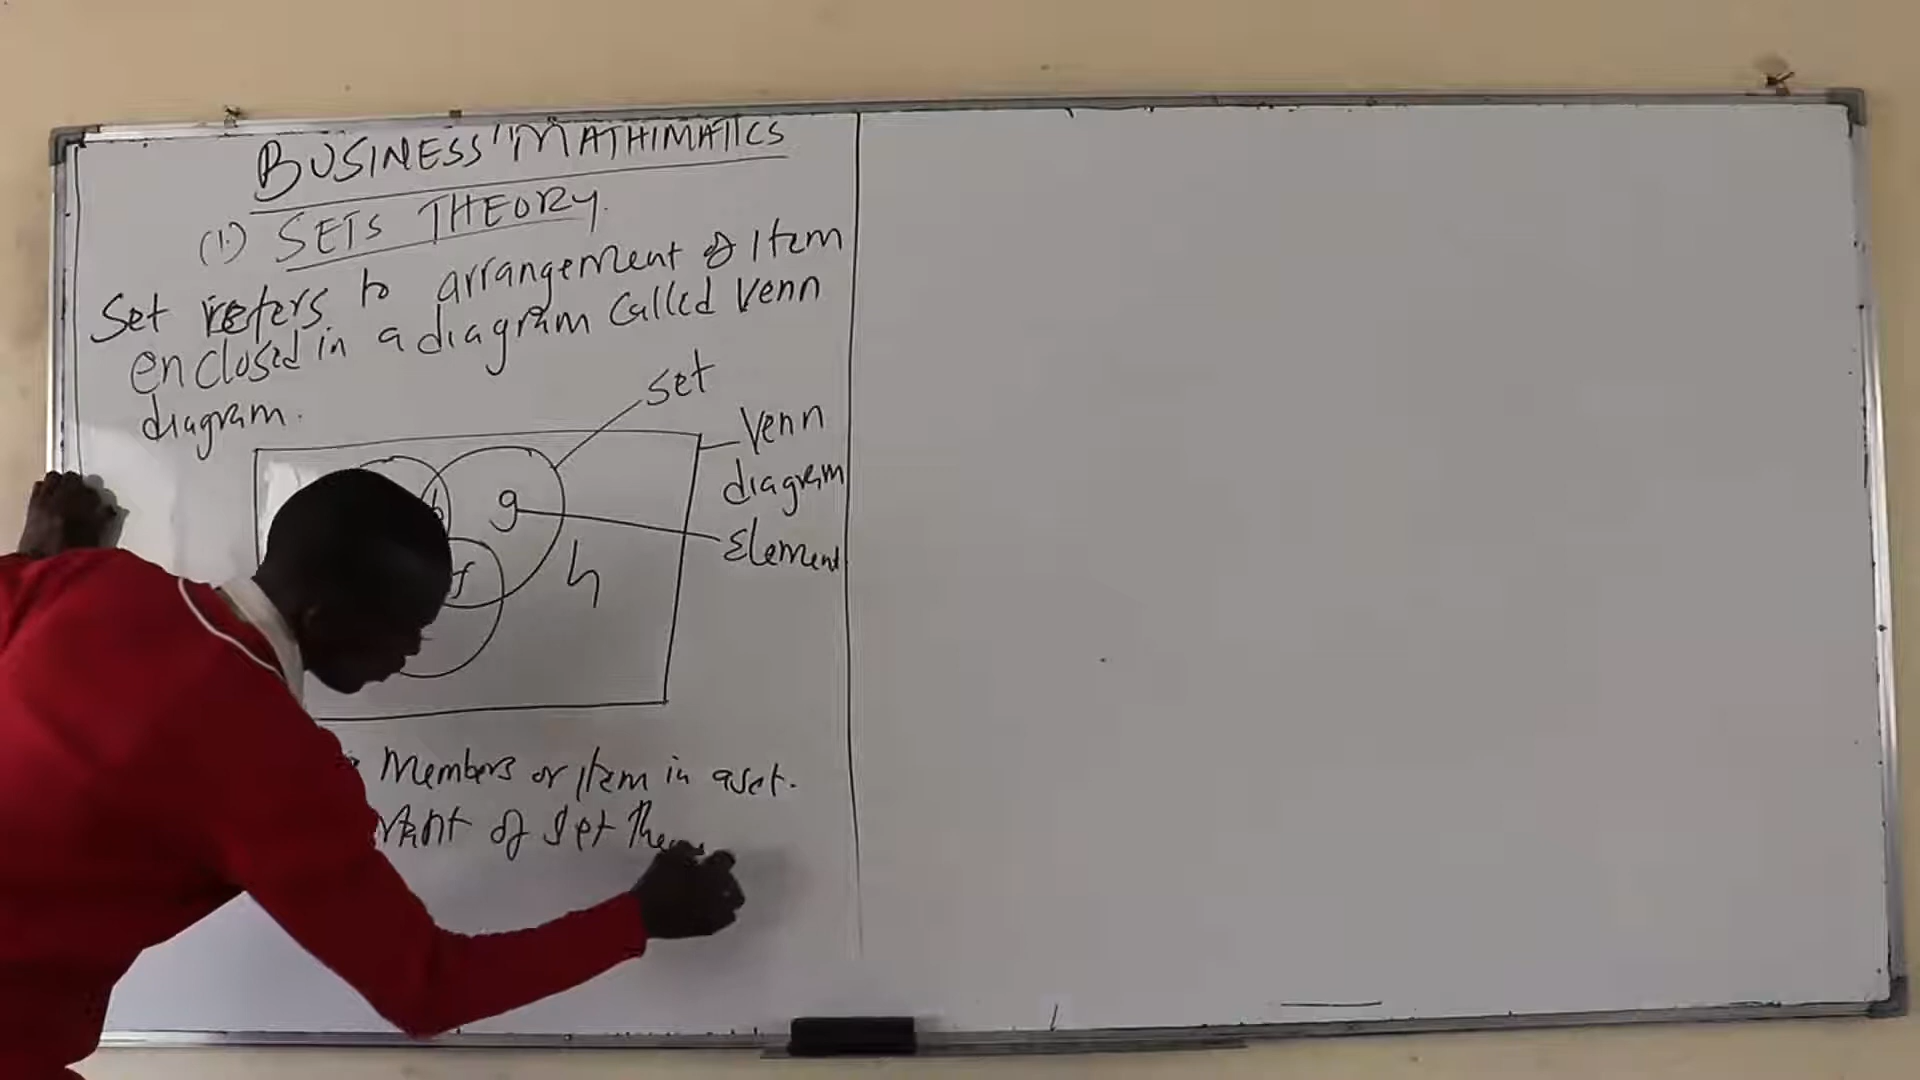 BUSINESS MATHIMATICS
(1.) SETS THEORY.
Set refers to arrangement of Item
enclosed in a diagram called Venn
diagram.
set
Venn
diagram
g
Element
f
h
Members or Item in a set.
of Set